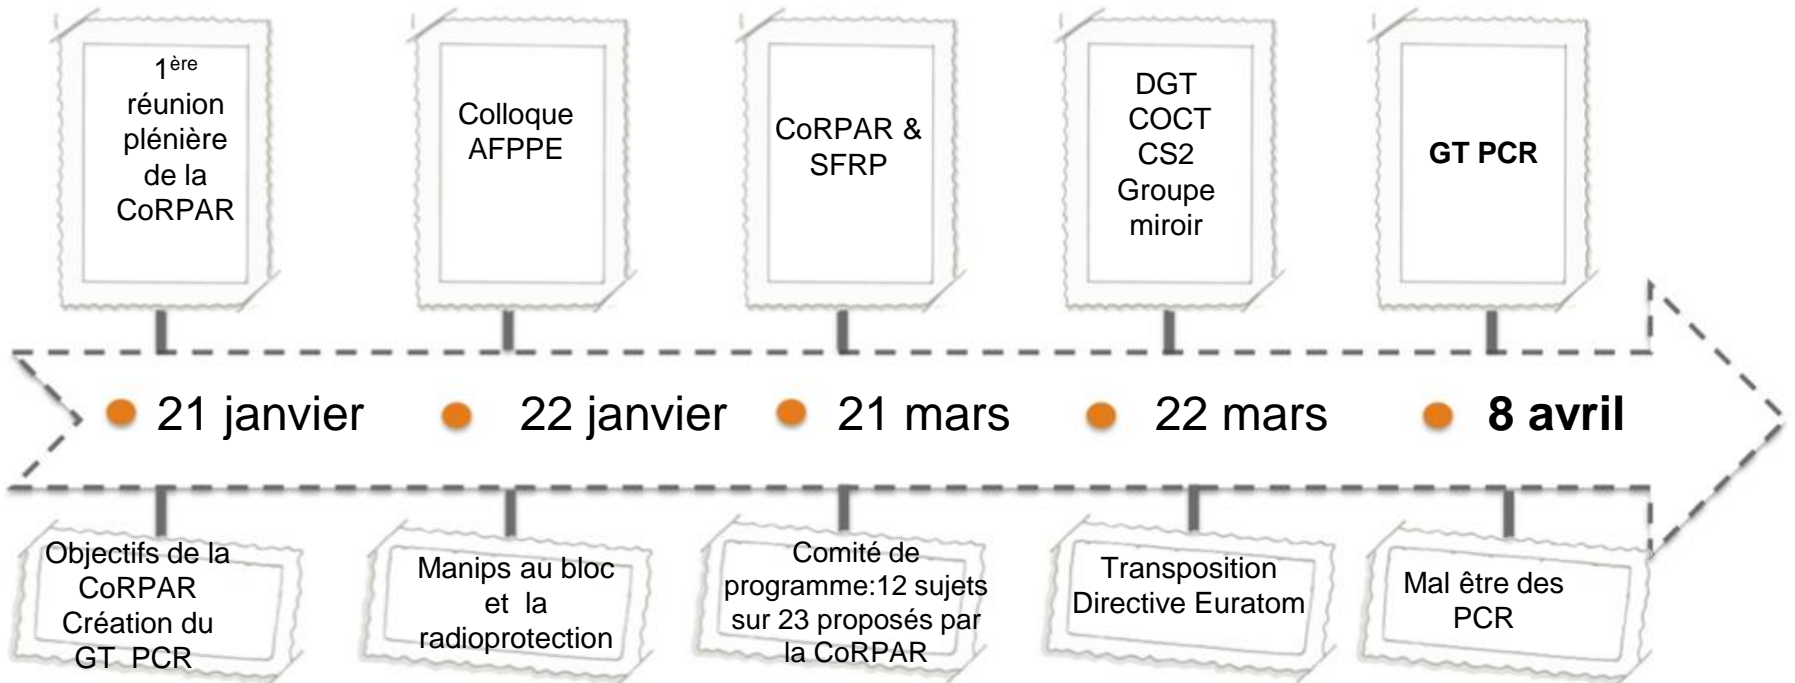 1ère
réunion
plénière
de la
CoRPAR
Colloque
AFPPE
CoRPAR &
SFRP
DGT
COCT
CS2
Groupe
miroir
GT PCR
21 janvier
22 janvier
21 mars
22 mars
8 avril
Objectifs de la
CoRPAR
Création du
GT PCR
Manips au bloc
et la
radioprotection
Comité de
programme:12 sujets
sur 23 proposés par
la CoRPAR
Transposition
Directive Euratom
Mal être des
PCR